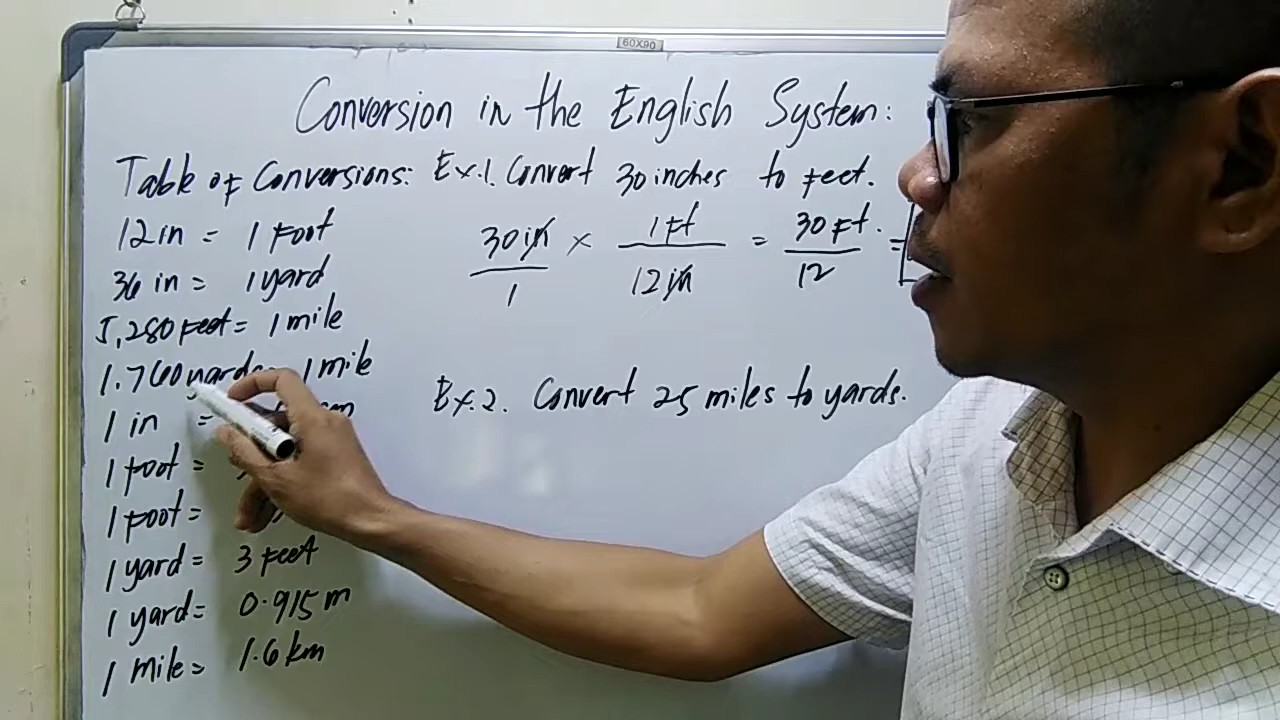 60X90
Conversion in the English System:
Table of Conversions:
12 in = 1 Foot
36 in = 1 yard
5,280 Feet = 1 mile
1.760 yards = 1 mile
1 in =
1 Foot =
1 Foot =
1 yard = 3 Feet
1 yard = 0.915 m
1 mile = 1.6 km
Ex.1. Convert 30 inches to Feet.
30 in / 1 × 1 Ft / 12 in = 30 Ft. / 12 =
Ex.2. Convert 25 miles to yards.